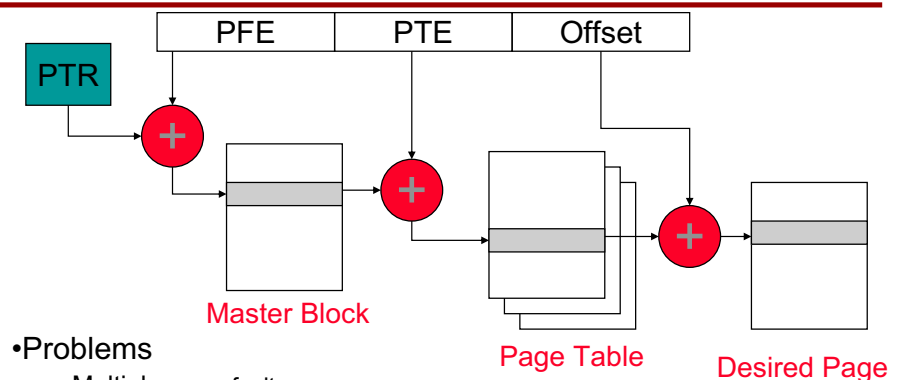 PFE PTE Offset
PTR
+
+
+
Master Block
Page Table
Desired Page
•Problems